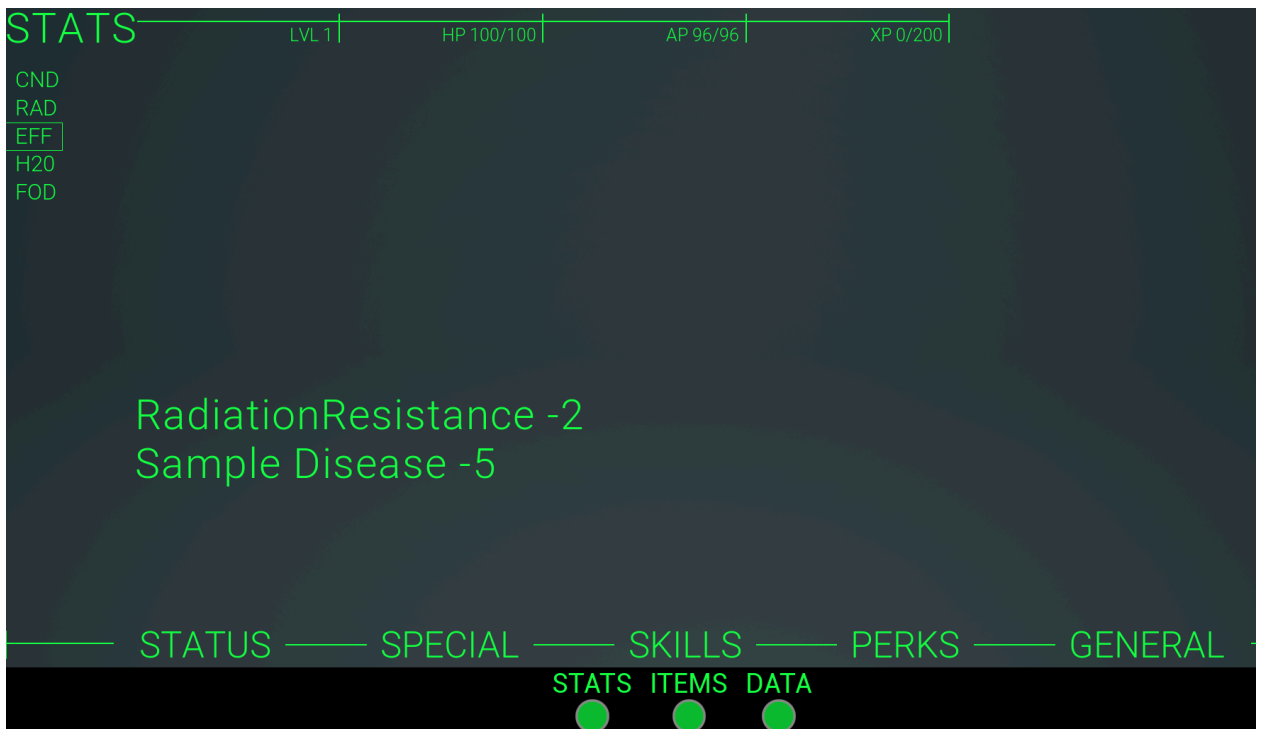 STATS LVL 1 HP 100/100 AP 96/96 XP 0/200
CND
RAD
EFF
H20
FOD
RadiationResistance -2
Sample Disease -5
STATUS SPECIAL SKILLS PERKS GENERAL
STATS ITEMS DATA